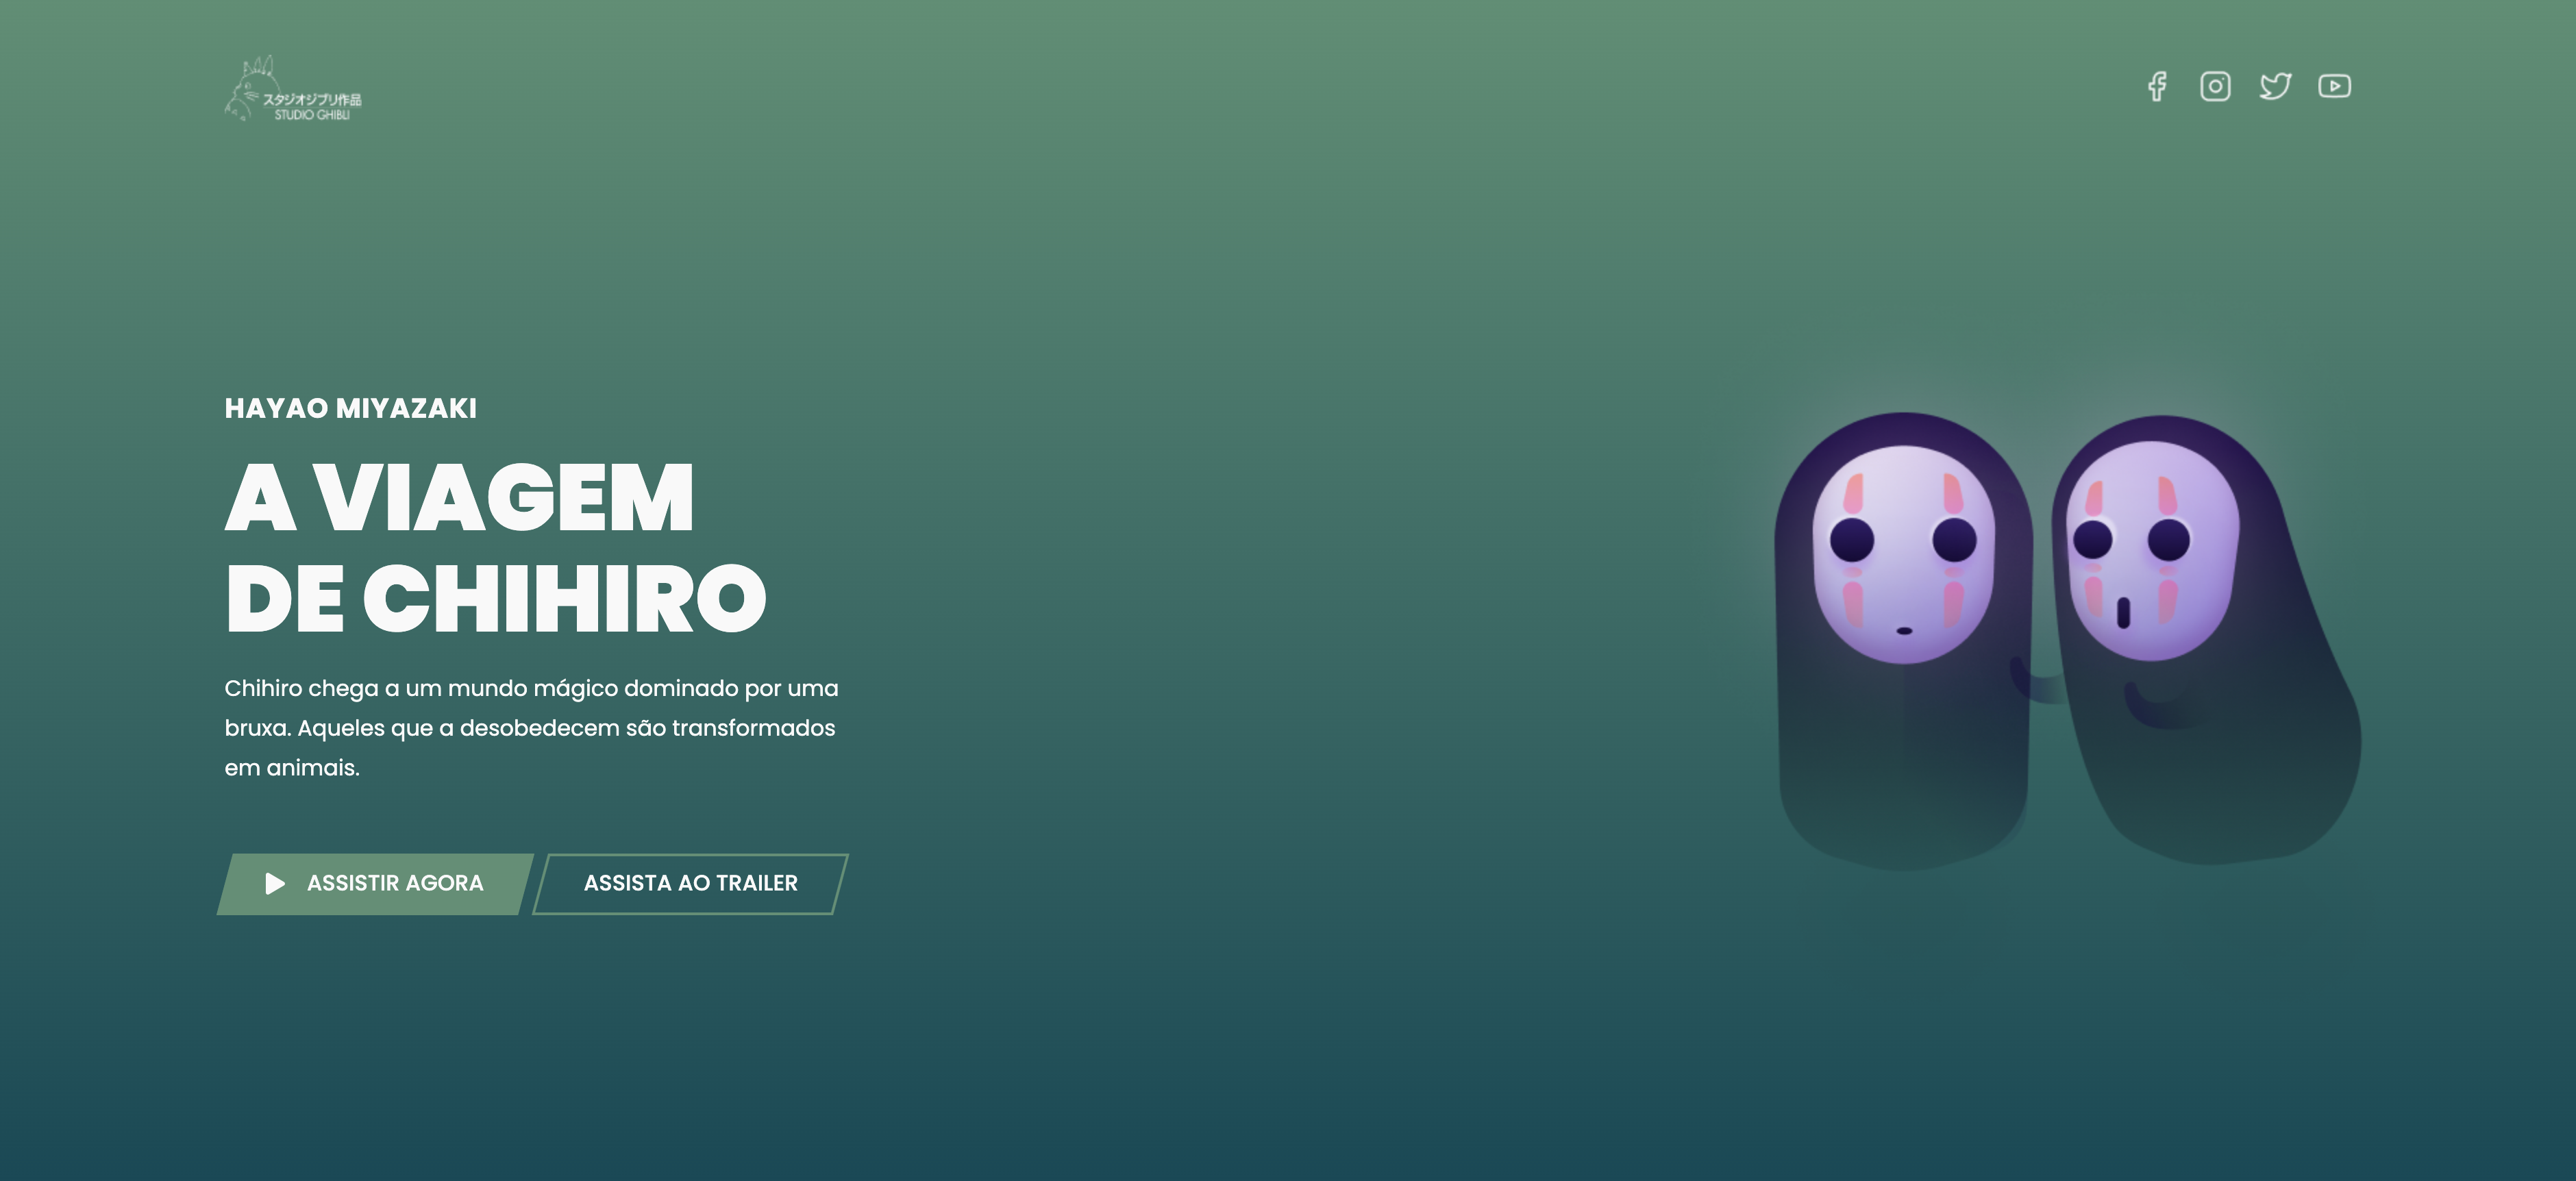 スタジオジブリ作品
STUDIO GHIBLI
HAYAO MIYAZAKI
A VIAGEM
DE CHIHIRO
Chihiro chega a um mundo mágico dominado por uma
bruxa. Aqueles que a desobedecem são transformados
em animais.
ASSISTIR AGORA
ASSISTA AO TRAILER